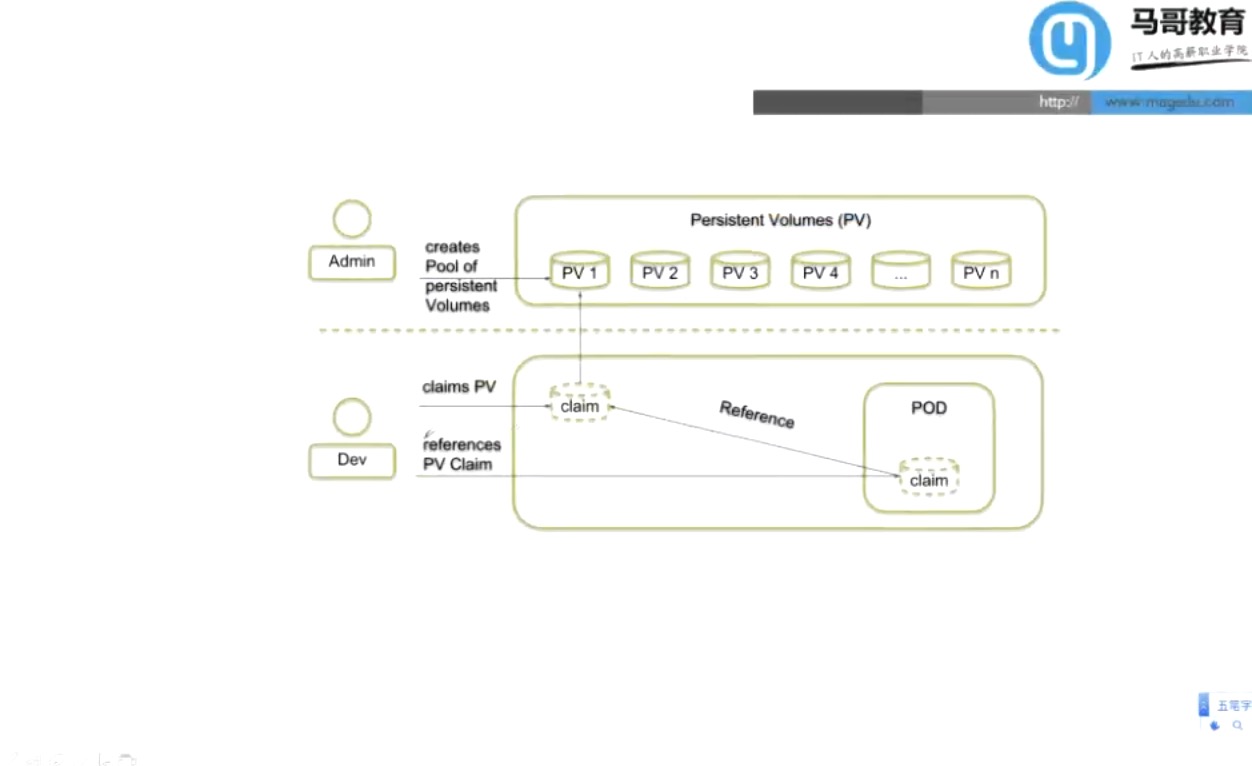 马哥教育
IT人的高薪职业学院
http://
www.magedu.com
Persistent Volumes (PV)
Admin
creates
Pool of
persistent
Volumes
PV 1
PV 2
PV 3
PV 4
...
PV n
claims PV
claim
Reference
POD
references
PV Claim
Dev
claim
五笔字